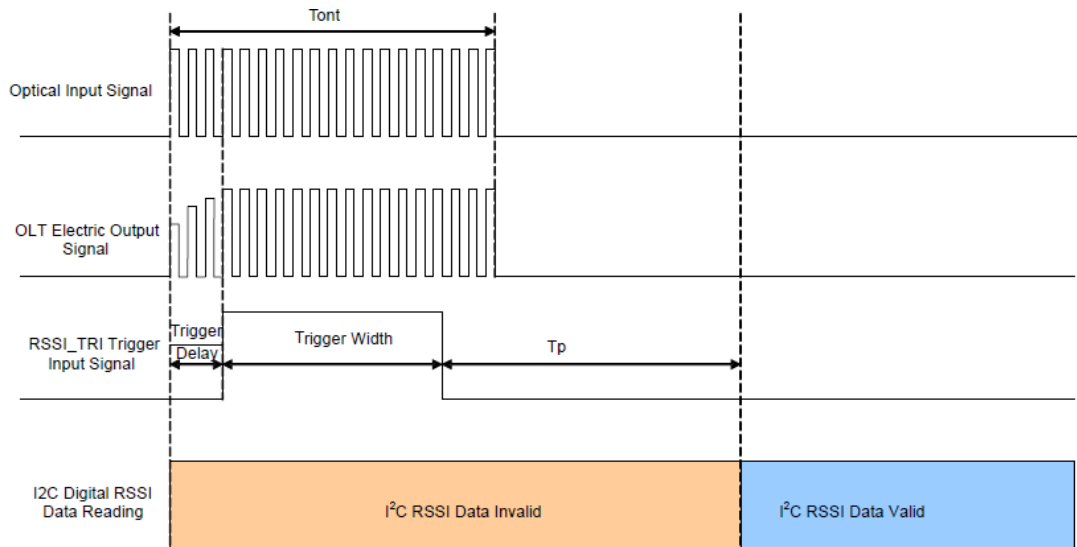 Tont
Optical Input Signal
OLT Electric Output
Signal
Trigger
Delay
Trigger Width
Tp
RSSI_TRI Trigger
Input Signal
I2C Digital RSSI
Data Reading
I²C RSSI Data Invalid
I²C RSSI Data Valid